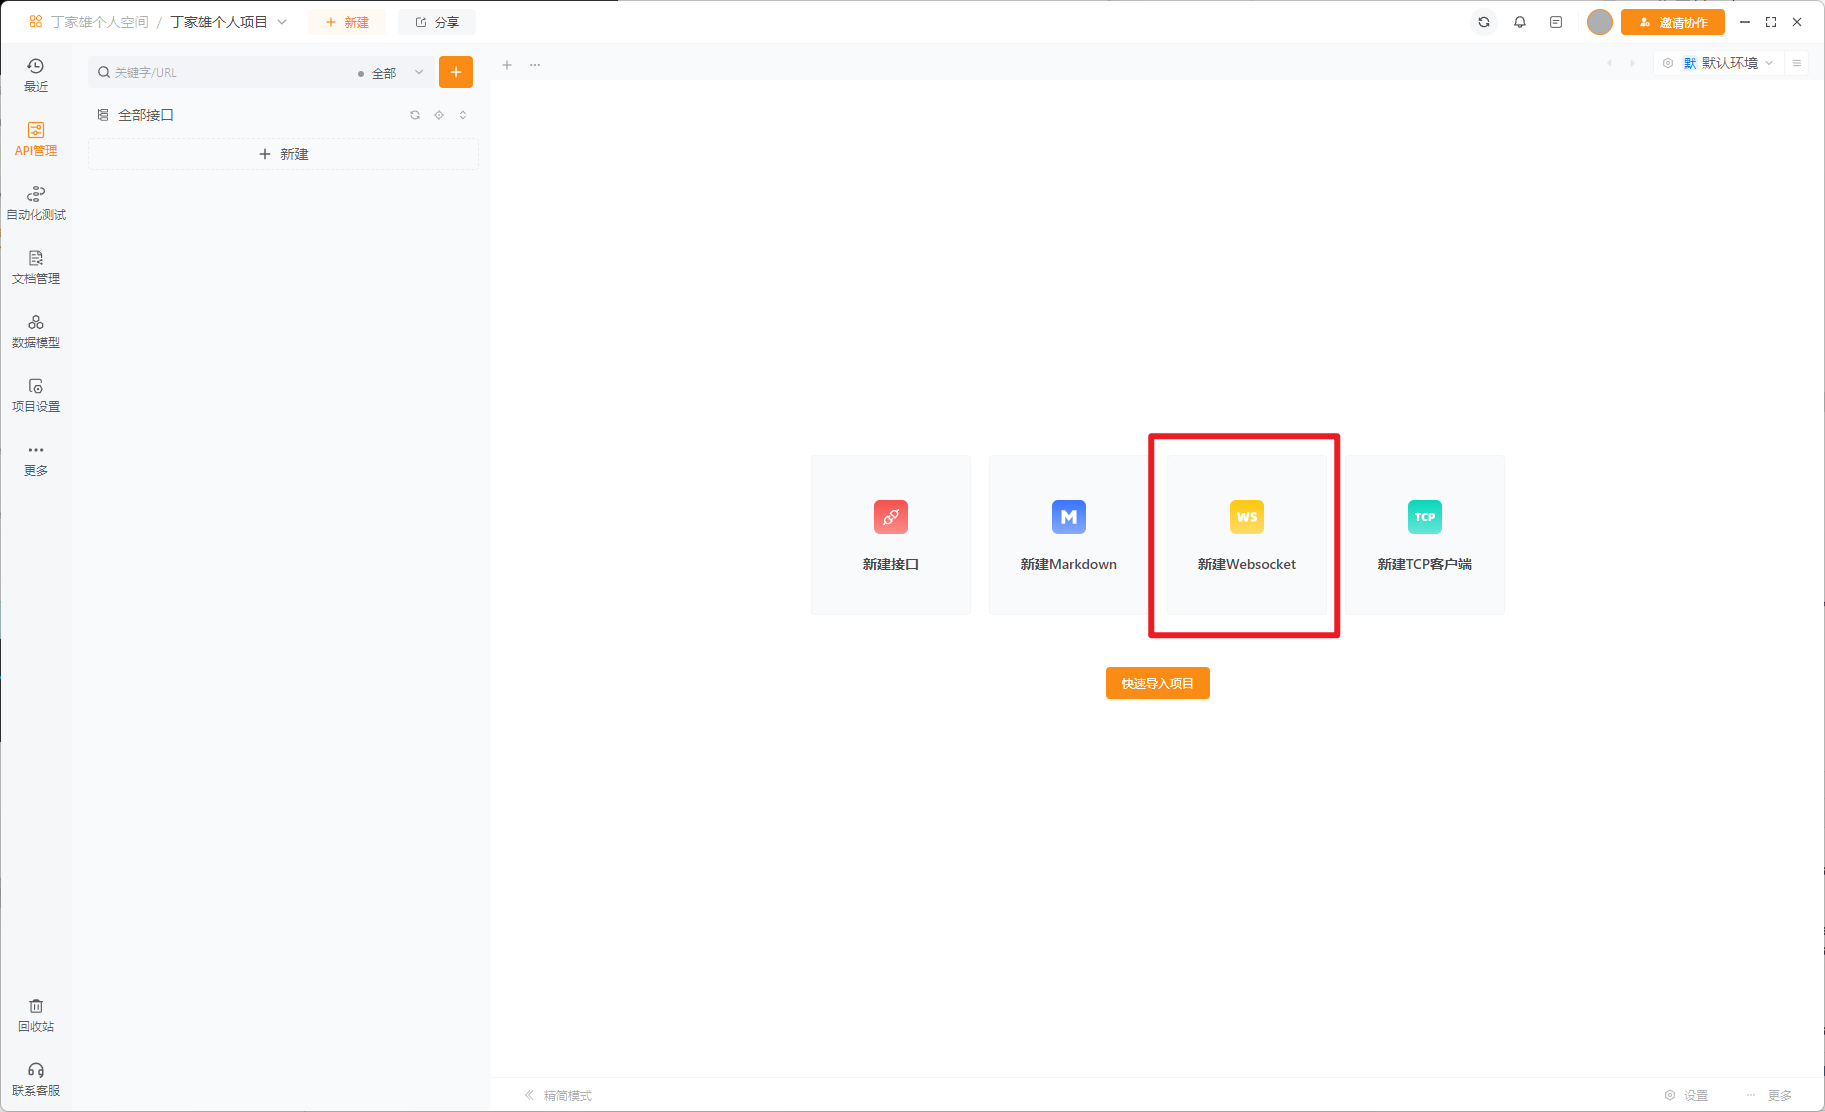 丁家雄个人空间 / 丁家雄个人项目
新建
分享
邀请协作
最近
API管理
自动化测试
文档管理
数据模型
项目设置
更多
回收站
联系客服
关键字/URL
全部
全部接口
新建
默 默认环境
新建接口
M
新建Markdown
WS
新建Websocket
TCP
新建TCP客户端
快速导入项目
精简模式
设置
更多